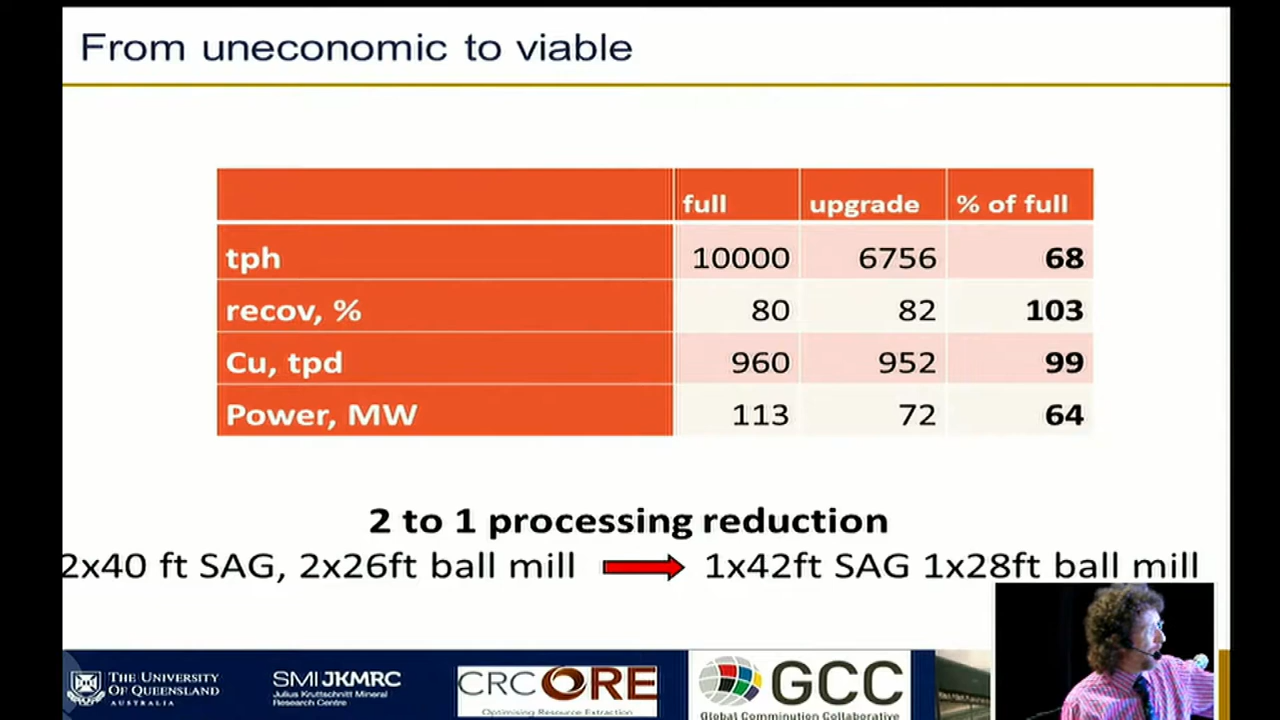 From uneconomic to viable
full upgrade % of full
tph 10000 6756 68
recov, % 80 82 103
Cu, tpd 960 952 99
Power, MW 113 72 64
2 to 1 processing reduction
2x40 ft SAG, 2x26ft ball mill 1x42ft SAG 1x28ft ball mill
THE UNIVERSITY
OF QUEENSLAND
AUSTRALIA
SMI JKMRC
Julius Kruttschnitt Mineral
Research Centre
CRC ORE
Optimising Resource Extraction
GCC
Global Comminution Collaborative